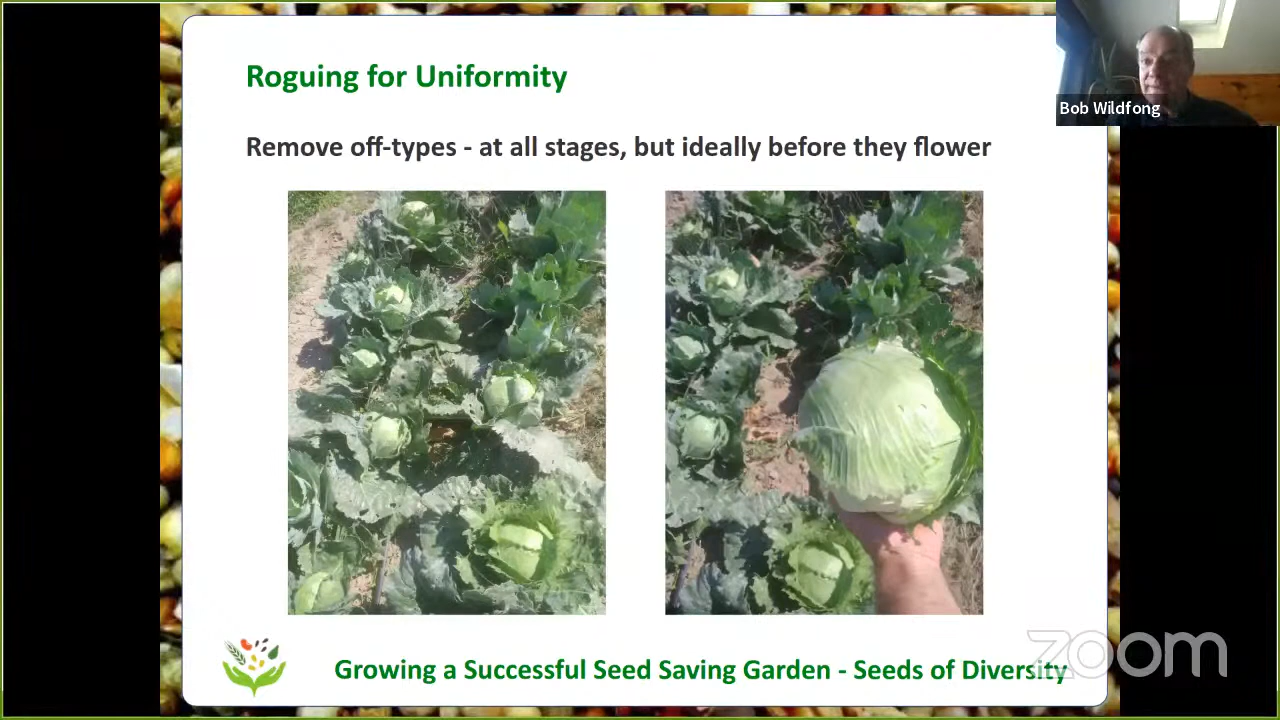 Roguing for Uniformity
Bob Wildfong
Remove off-types - at all stages, but ideally before they flower
zoom
Growing a Successful Seed Saving Garden - Seeds of Diversity